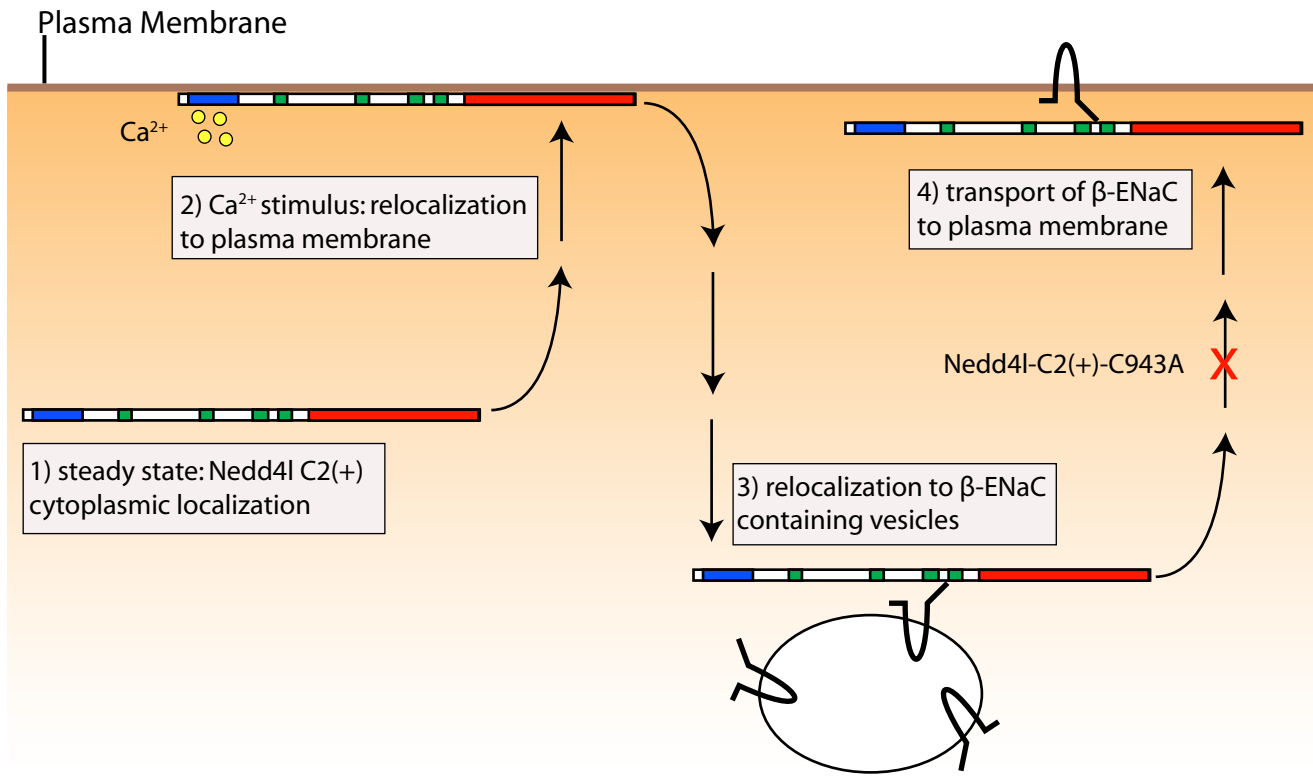 Plasma Membrane
Ca²⁺
2) Ca²⁺ stimulus: relocalization
to plasma membrane
4) transport of β-ENaC
to plasma membrane
Nedd4l-C2(+)-C943A
X
1) steady state: Nedd4l C2(+)
cytoplasmic localization
3) relocalization to β-ENaC
containing vesicles